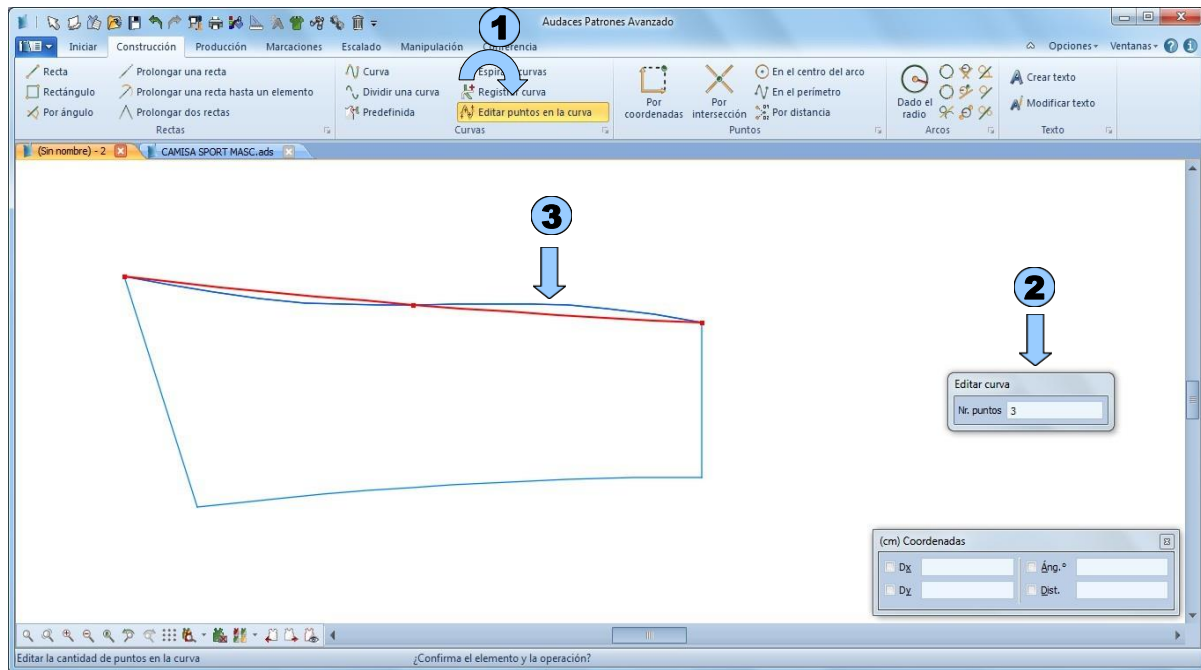 Audaces Patrones Avanzado
1
Iniciar Construcción Producción Marcaciones Escalado Manipulación Conferencia Opciones Ventanas
Recta Prolongar una recta Curva Espiral curvas En el centro del arco Crear texto
Rectángulo Prolongar una recta hasta un elemento Dividir una curva Registrar curva En el perímetro Modificar texto
Por ángulo Prolongar dos rectas Predefinida Editar puntos en la curva Por coordenadas Por intersección Por distancia Dado el radio
Rectas Curvas Puntos Arcos Texto
(Sin nombre) - 2 CAMISA SPORT MASC.ads
3
2
Editar curva
Nr. puntos 3
(cm) Coordenadas
Dx Áng.º
Dy Dist.
Editar la cantidad de puntos en la curva ¿Confirma el elemento y la operación?